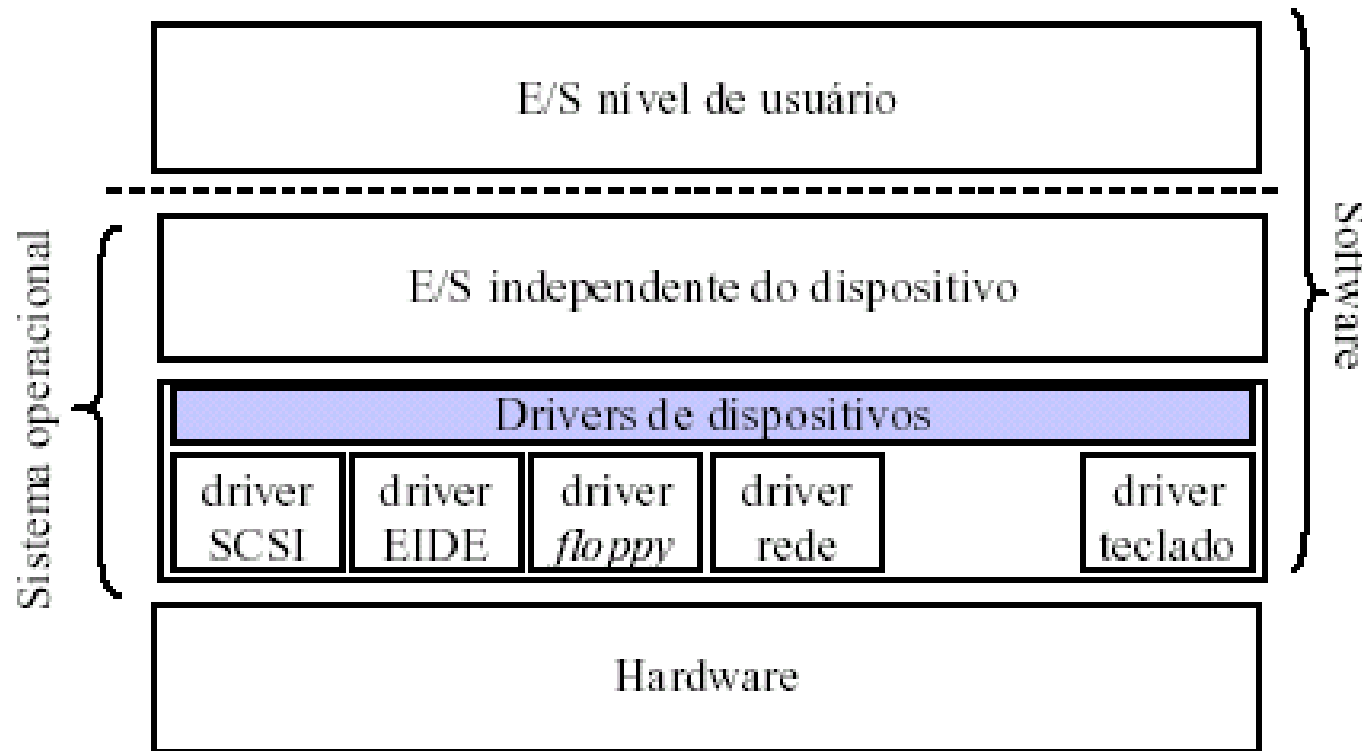 E/S nível de usuário
Sistema operacional
Software
E/S independente do dispositivo
Drivers de dispositivos
driver
SCSI
driver
EIDE
driver
floppy
driver
rede
driver
teclado
Hardware